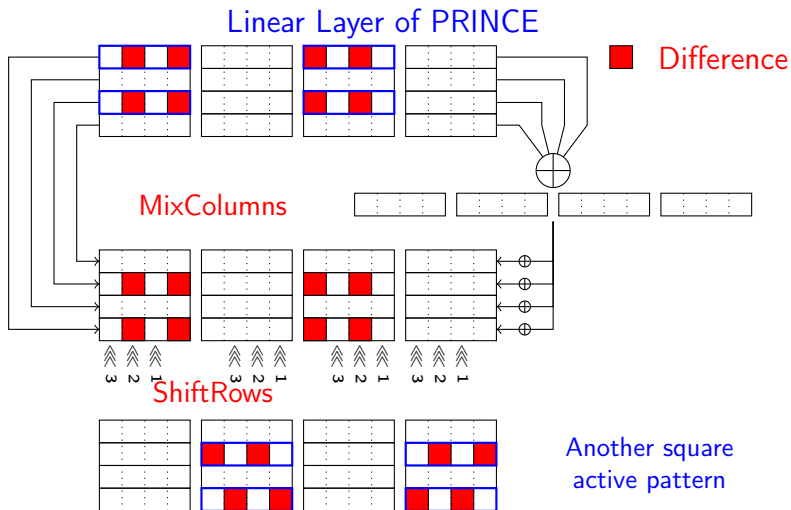 Linear Layer of PRINCE
Difference
MixColumns
3 2 1 3 2 1 3 2 1 3 2 1
ShiftRows
Another square
active pattern